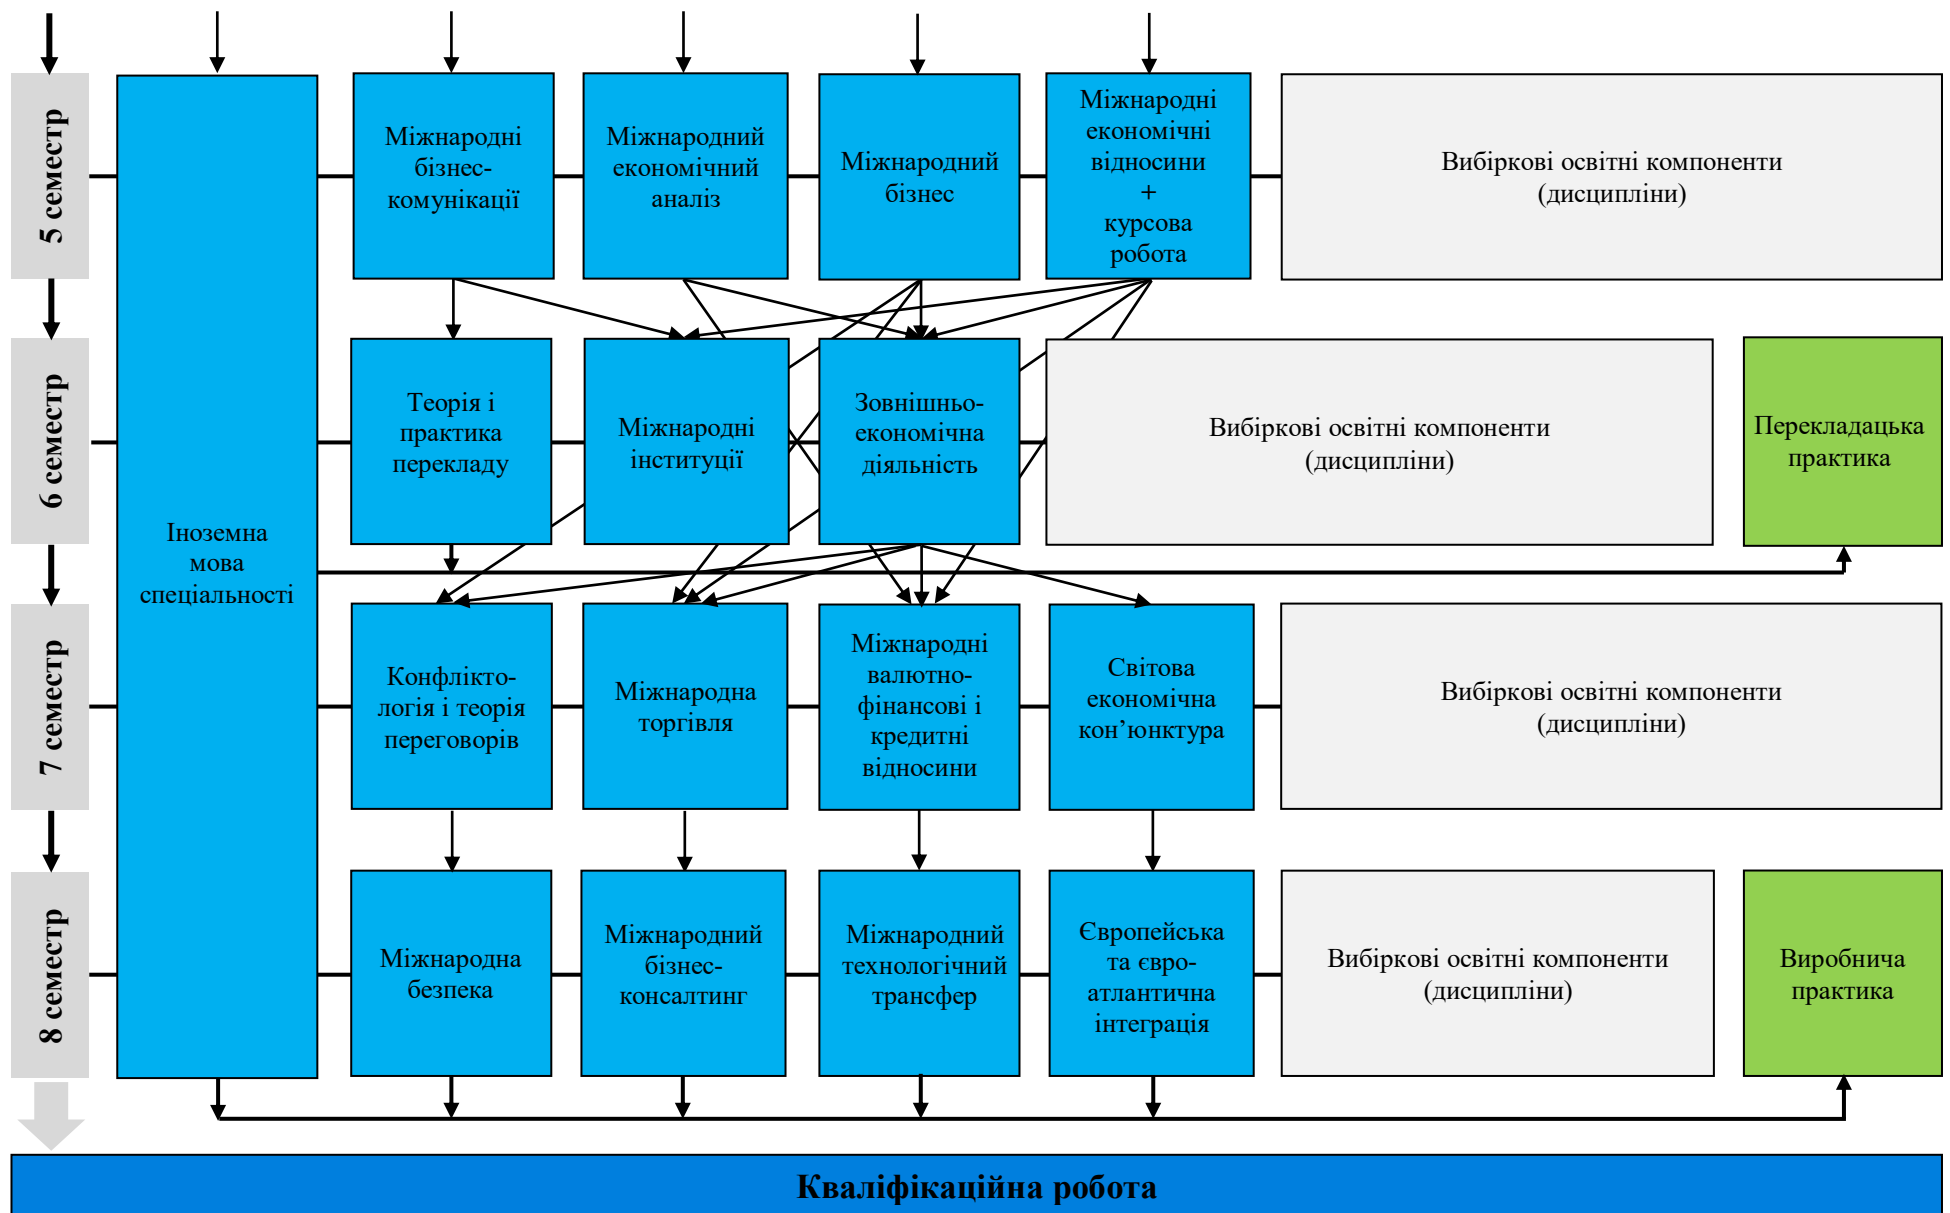 5 семестр
Міжнародні
бізнес-
комунікації
Міжнародний
економічний
аналіз
Міжнародний
бізнес
Міжнародні
економічні
відносини
+
курсова
робота
Вибіркові освітні компоненти
(дисципліни)
Іноземна
мова
спеціальності
6 семестр
Теорія і
практика
перекладу
Міжнародні
інституції
Зовнішньо-
економічна
діяльність
Вибіркові освітні компоненти
(дисципліни)
Перекладацька
практика
7 семестр
Конфлікто-
логія і теорія
переговорів
Міжнародна
торгівля
Міжнародні
валютно-
фінансові і
кредитні
відносини
Світова
економічна
кон’юнктура
Вибіркові освітні компоненти
(дисципліни)
8 семестр
Міжнародна
безпека
Міжнародний
бізнес-
консалтинг
Міжнародний
технологічний
трансфер
Європейська
та євро-
атлантична
інтеграція
Вибіркові освітні компоненти
(дисципліни)
Виробнича
практика
Кваліфікаційна робота